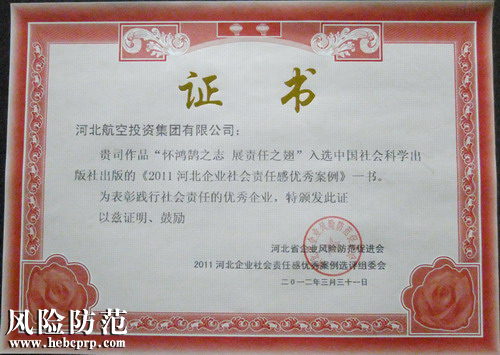 证 书
河北航空投资集团有限公司：
贵司作品“怀鸿鹄之志 展责任之翅”入选中国社会科学出
版社出版的《2011河北企业社会责任感优秀案例》一书。
为表彰践行社会责任的优秀企业，特颁发此证
以兹证明、鼓励
河北省企业风险防范促进会
2011河北企业社会责任感优秀案例选评组委会
二○一二年三月三十一日
风险防范
www.hebcprp.com